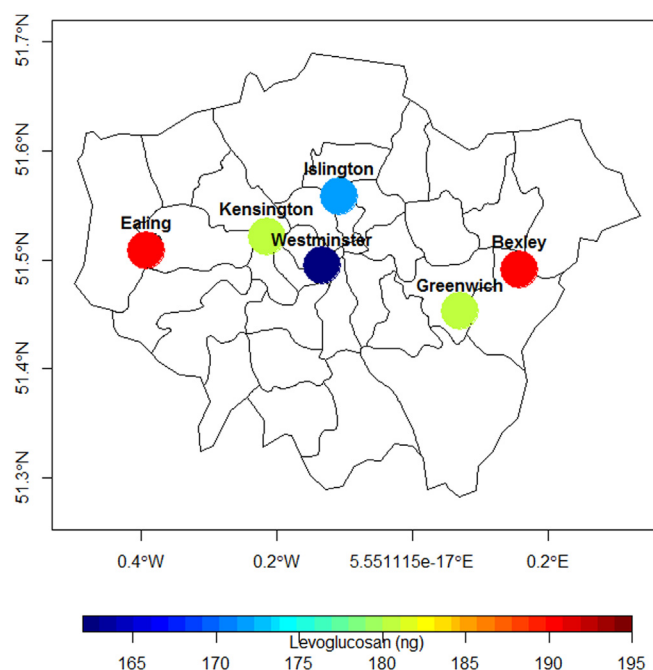 51.7°N
51.6°N
51.5°N
51.4°N
51.3°N
Islington
Kensington
Ealing
Westminster
Bexley
Greenwich
0.4°W 0.2°W 5.551115e-17°E 0.2°E
Levoglucosan (ng)
165 170 175 180 185 190 195